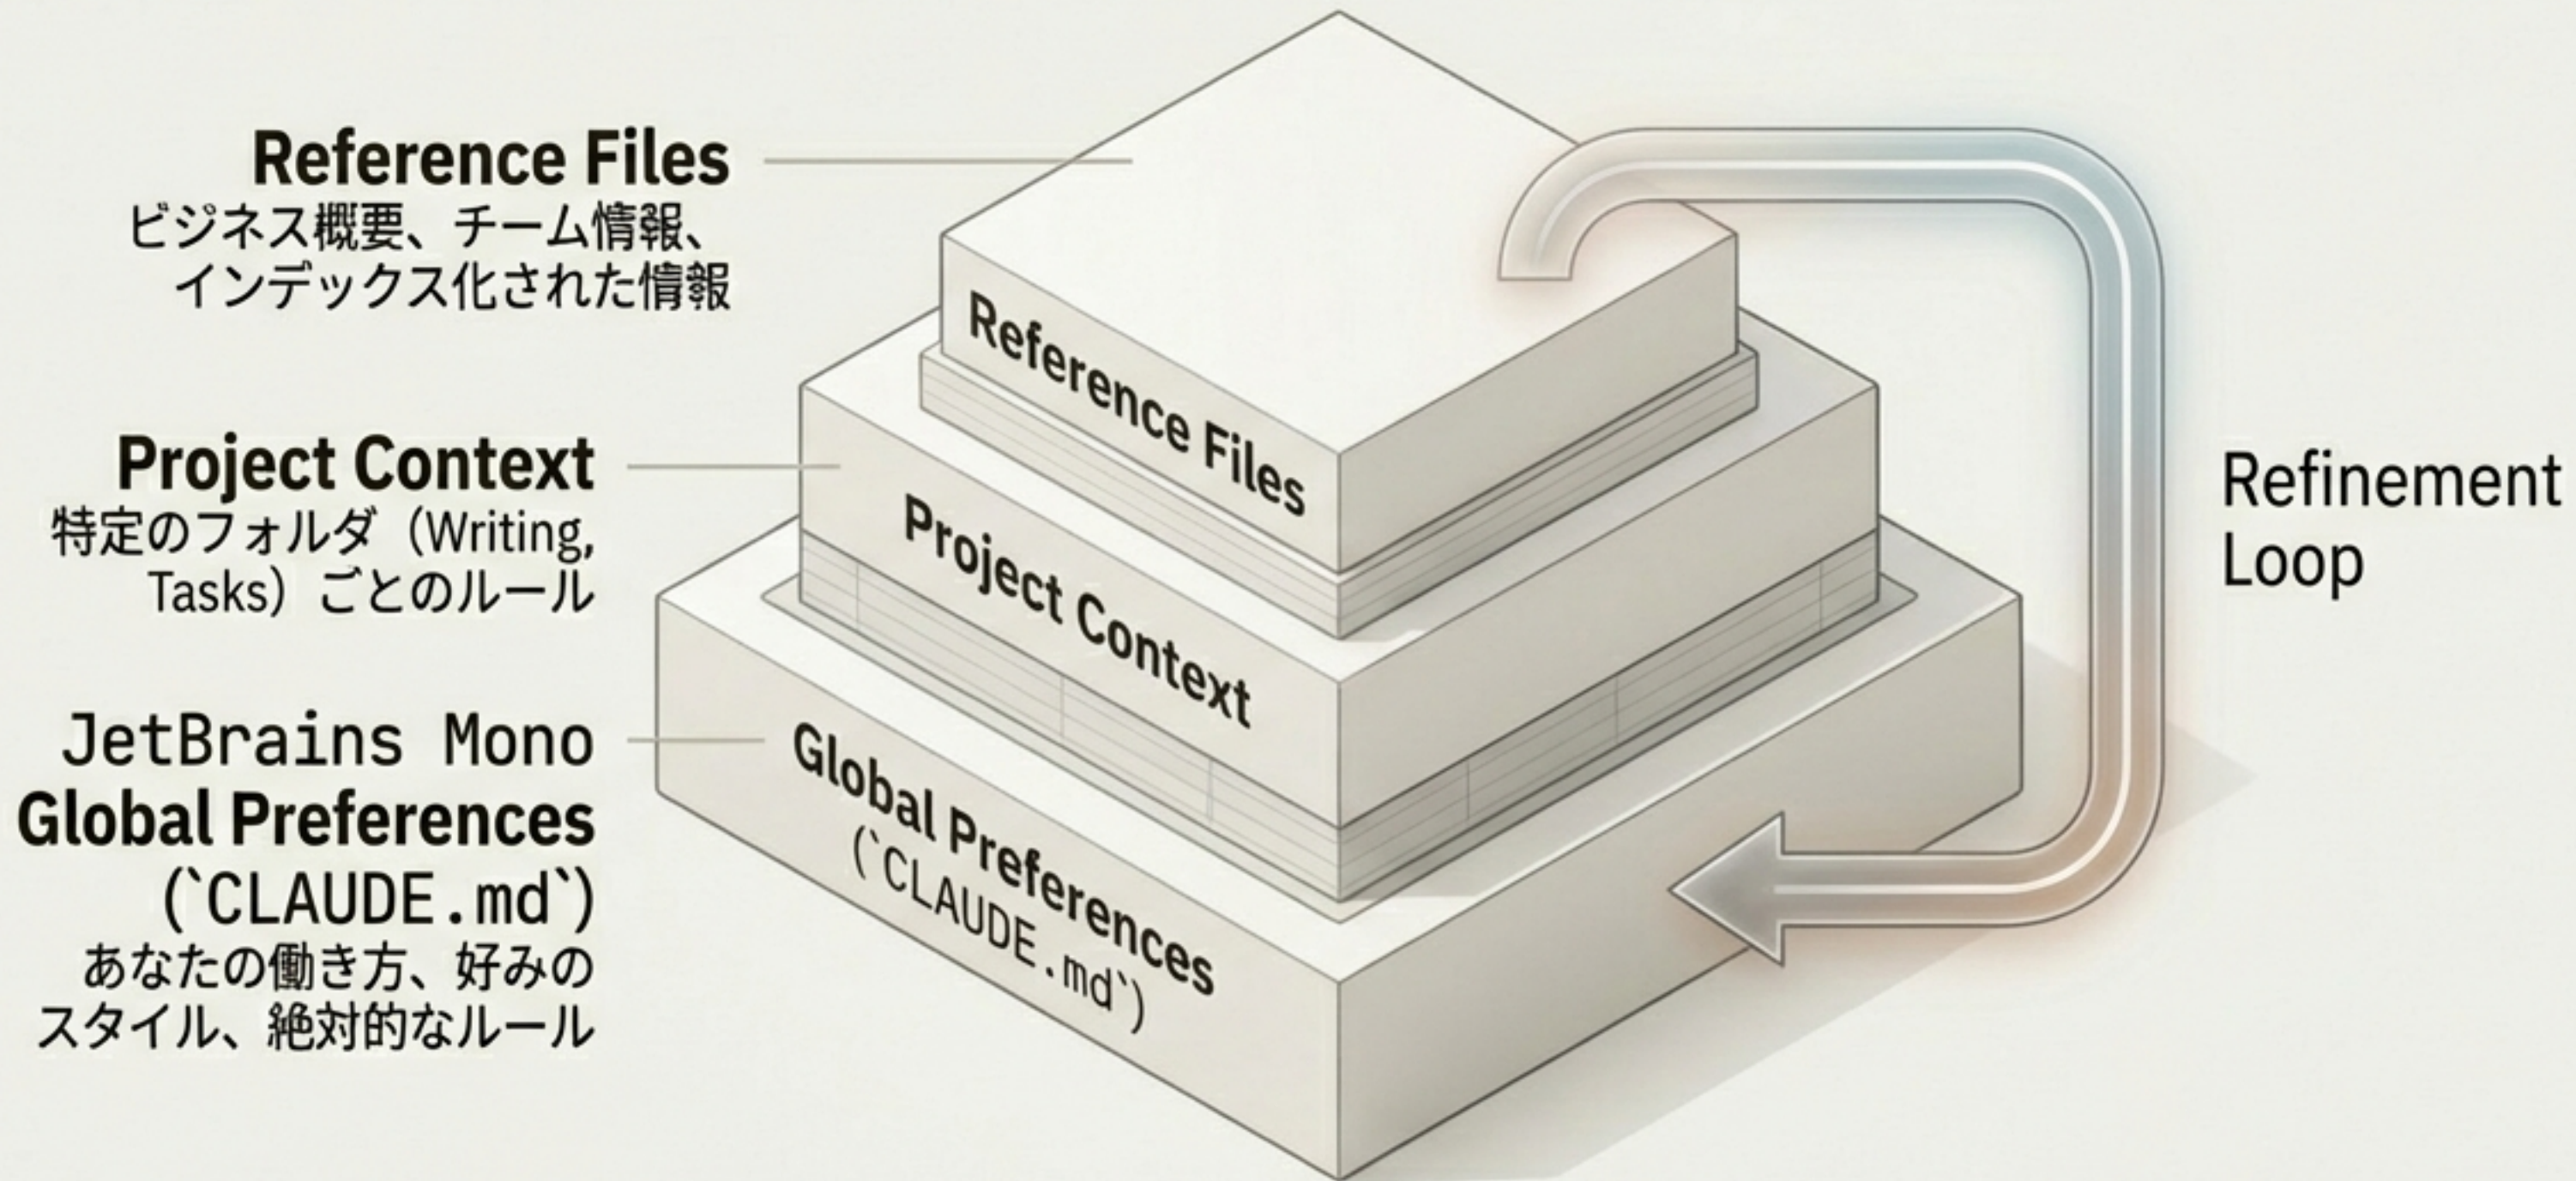 Reference Files
ビジネス概要、チーム情報、
インデックス化された情報
Project Context
特定のフォルダ（Writing,
Tasks）ごとのルール
JetBrains Mono
Global Preferences
(`CLAUDE.md`)
あなたの働き方、好みの
スタイル、絶対的なルール
Reference Files
Project Context
Global Preferences
(`CLAUDE.md`)
Refinement
Loop